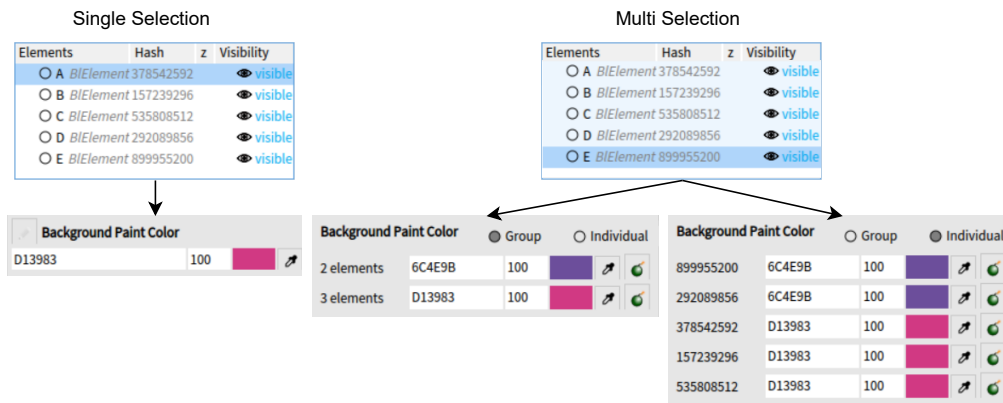 Single Selection
Elements Hash z Visibility
A BlElement 378542592 visible
B BlElement 157239296 visible
C BlElement 535808512 visible
D BlElement 292089856 visible
E BlElement 899955200 visible
Background Paint Color
D13983 100
Multi Selection
Elements Hash z Visibility
A BlElement 378542592 visible
B BlElement 157239296 visible
C BlElement 535808512 visible
D BlElement 292089856 visible
E BlElement 899955200 visible
Background Paint Color Group Individual
2 elements 6C4E9B 100
3 elements D13983 100
Background Paint Color Group Individual
899955200 6C4E9B 100
292089856 6C4E9B 100
378542592 D13983 100
157239296 D13983 100
535808512 D13983 100